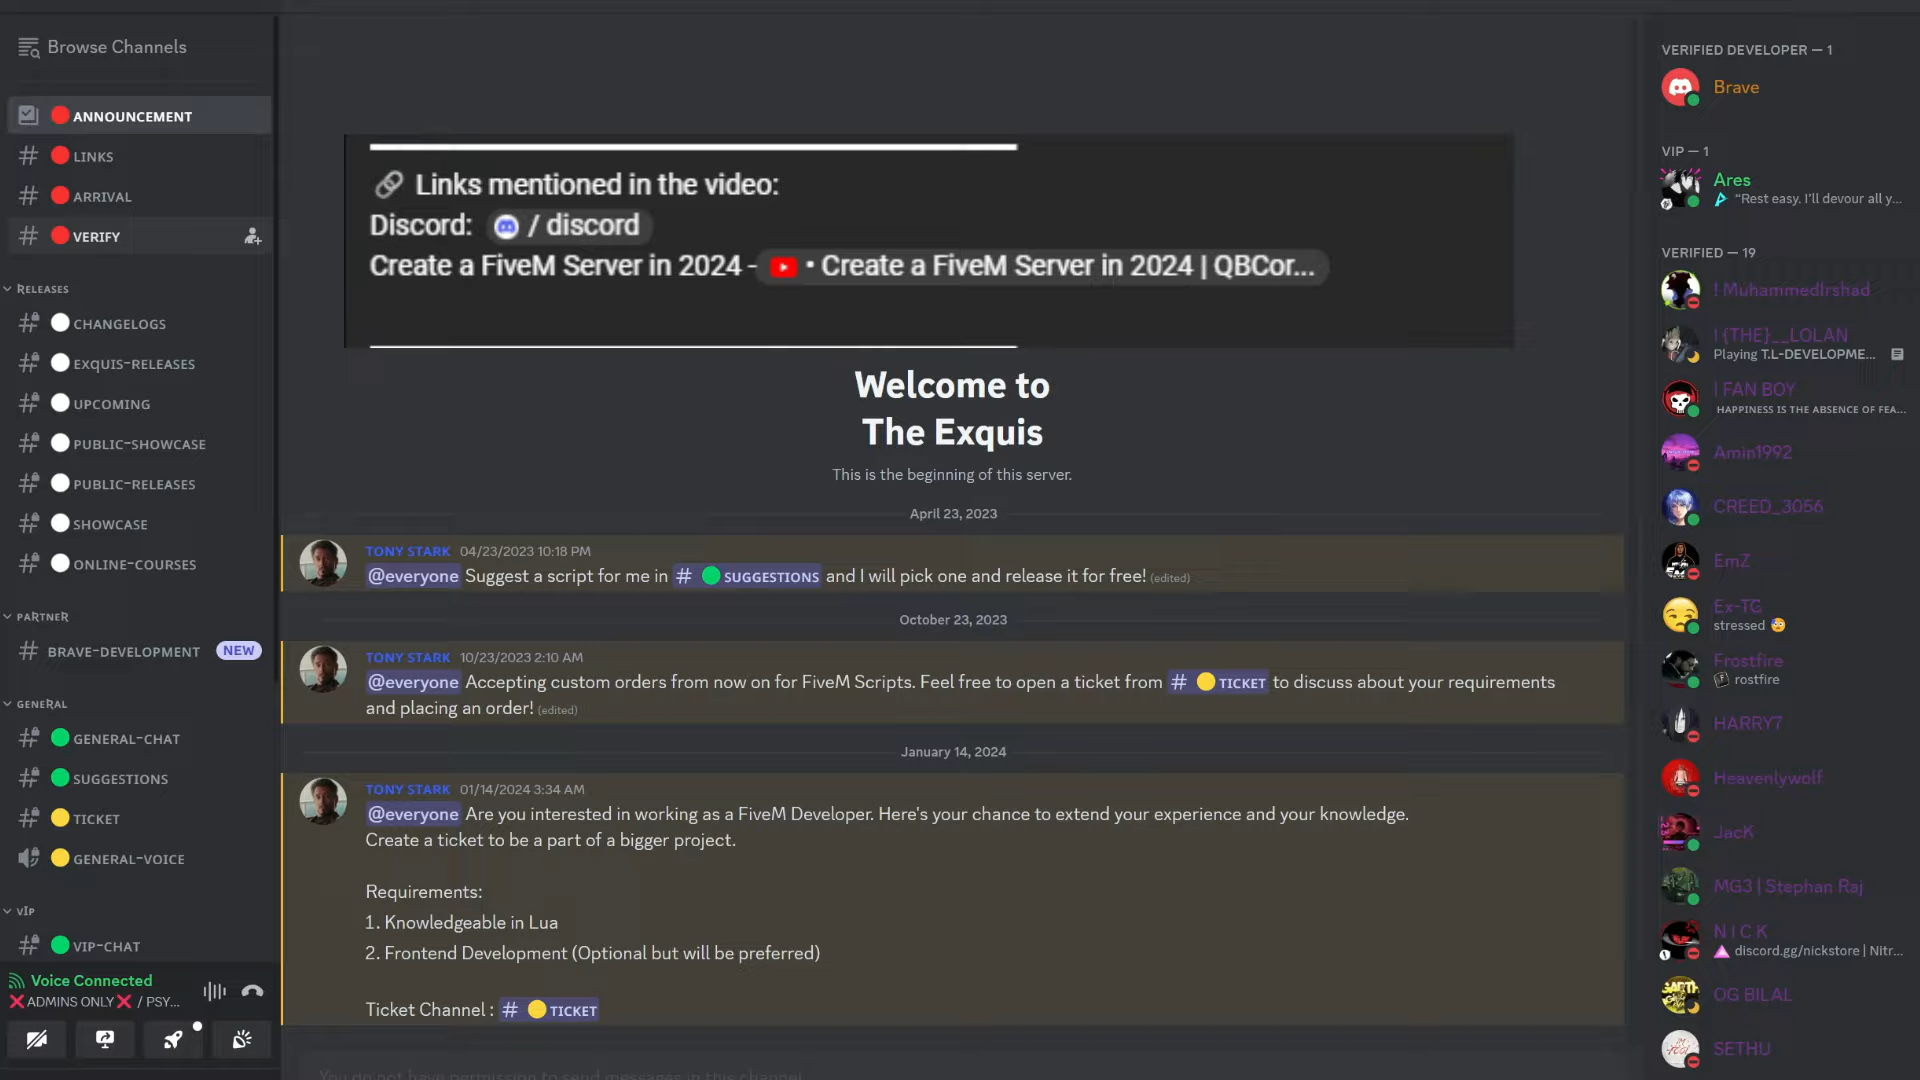 Browse Channels
ANNOUNCEMENT
LINKS
ARRIVAL
VERIFY
RELEASES
CHANGELOGS
EXQUIS-RELEASES
UPCOMING
PUBLIC-SHOWCASE
PUBLIC-RELEASES
SHOWCASE
ONLINE-COURSES
PARTNER
BRAVE-DEVELOPMENT NEW
GENERAL
GENERAL-CHAT
SUGGESTIONS
TICKET
GENERAL-VOICE
VIP
VIP-CHAT
Voice Connected
❌ADMINS ONLY❌ / PSY...
🔗 Links mentioned in the video:
Discord: / discord
Create a FiveM Server in 2024 - • Create a FiveM Server in 2024 | QBCor...
Welcome to
The Exquis
This is the beginning of this server.
April 23, 2023
TONY STARK 04/23/2023 10:18 PM
@everyone Suggest a script for me in # SUGGESTIONS and I will pick one and release it for free! (edited)
October 23, 2023
TONY STARK 10/23/2023 2:10 AM
@everyone Accepting custom orders from now on for FiveM Scripts. Feel free to open a ticket from # TICKET to discuss about your requirements
and placing an order! (edited)
January 14, 2024
TONY STARK 01/14/2024 3:34 AM
@everyone Are you interested in working as a FiveM Developer. Here's your chance to extend your experience and your knowledge.
Create a ticket to be a part of a bigger project.
Requirements:
1. Knowledgeable in Lua
2. Frontend Development (Optional but will be preferred)
Ticket Channel : # TICKET
You do not have permission to send messages in this channel.
VERIFIED DEVELOPER — 1
Brave
VIP — 1
Ares
"Rest easy. I'll devour all y...
VERIFIED — 19
! MuhammedIrshad
! {THE}__LOLAN
Playing T.L-DEVELOPME...
| FAN BOY
HAPPINESS IS THE ABSENCE OF FEA...
Amin1992
CREED_3056
EmZ
Ex-TG
stressed
Frostfire
rostfire
HARRY7
Heavenlywolf
JacK
MG3 | Stephan Raj
N I C K
discord.gg/nickstore | Nitr...
OG BILAL
SETHU